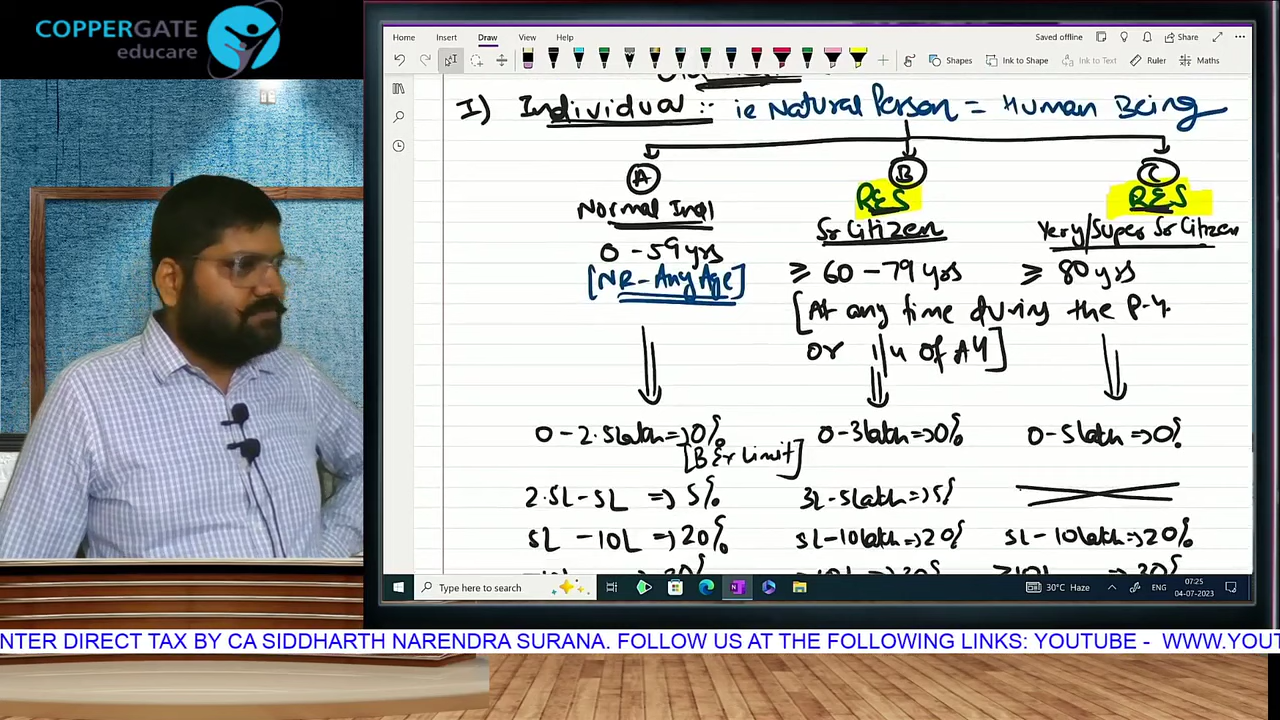 COPPERGATE
educare
Home Insert Draw View Help
Saved offline Share
Shapes Ink to Shape Ink to Text Ruler Maths
I) Individual :- ie Natural Person = Human Being
A B C
RES RES
Normal Indl Sr Citizen Very/Super Sr Citizen
0 - 59 yrs ≥ 60 - 79 yrs ≥ 80 yrs
[NR - Any Age] [At any time during the P.Y.
or 1/4 of AY]
0 - 2.5 lakh => 0% 0 - 3 lakh => 0% 0 - 5 lakh => 0%
[B Ex Limit]
2.5L - 5L => 5% 3L - 5 lakh => 5%
5L - 10L => 20% 5L - 10 lakh => 20% 5L - 10 lakh => 20%
Type here to search
30°C Haze ENG 07:25
04-07-2023
NTER DIRECT TAX BY CA SIDDHARTH NARENDRA SURANA. FOLLOW US AT THE FOLLOWING LINKS: YOUTUBE - WWW.YOUT